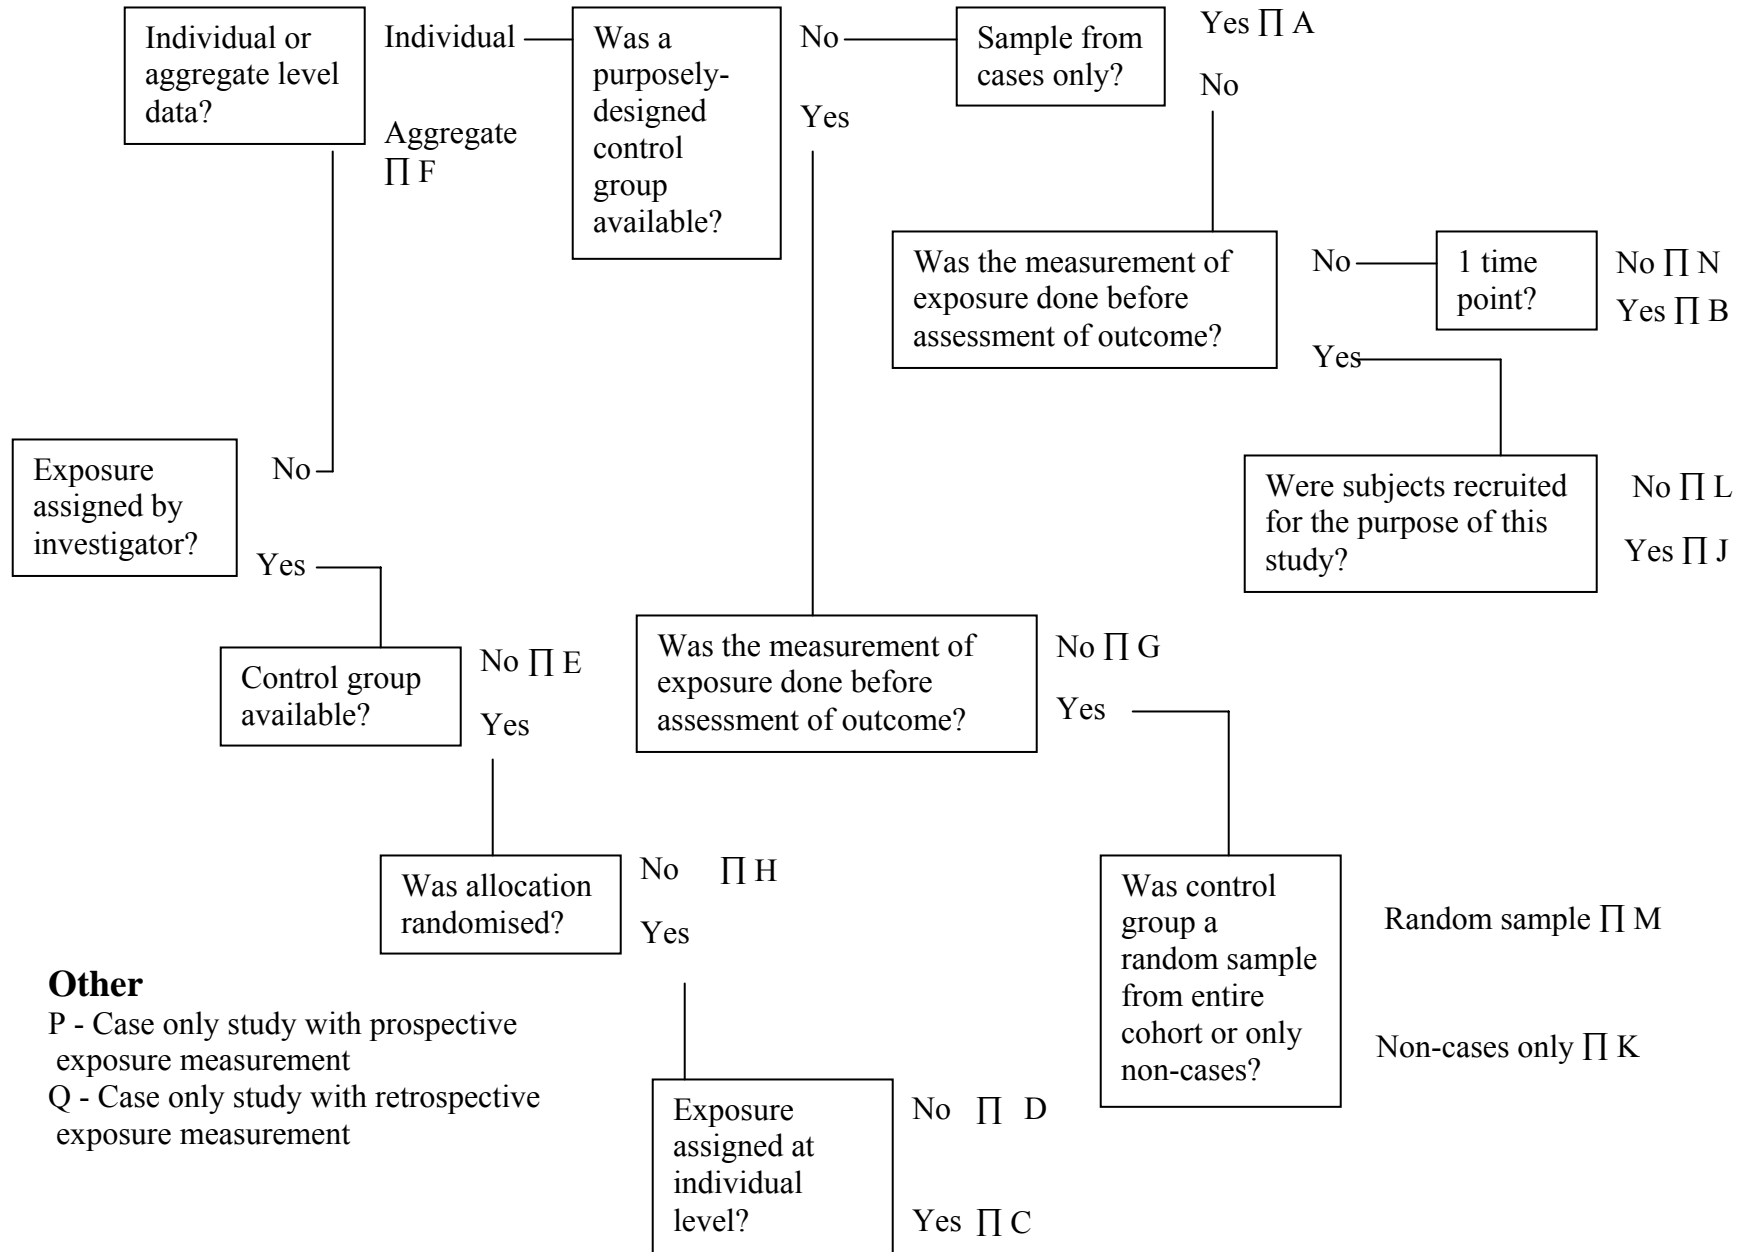 Individual or
aggregate level
data?
Individual
Aggregate
∏ F
Was a
purposely-
designed
control
group
available?
No
Yes
Sample from
cases only?
Yes ∏ A
No
Was the measurement of
exposure done before
assessment of outcome?
No
Yes
1 time
point?
No ∏ N
Yes ∏ B
Were subjects recruited
for the purpose of this
study?
No ∏ L
Yes ∏ J
Exposure
assigned by
investigator?
No
Yes
Control group
available?
No ∏ E
Yes
Was the measurement of
exposure done before
assessment of outcome?
No ∏ G
Yes
Was allocation
randomised?
No ∏ H
Yes
Was control
group a
random sample
from entire
cohort or only
non-cases?
Random sample ∏ M
Non-cases only ∏ K
Other
P - Case only study with prospective
exposure measurement
Q - Case only study with retrospective
exposure measurement
Exposure
assigned at
individual
level?
No ∏ D
Yes ∏ C